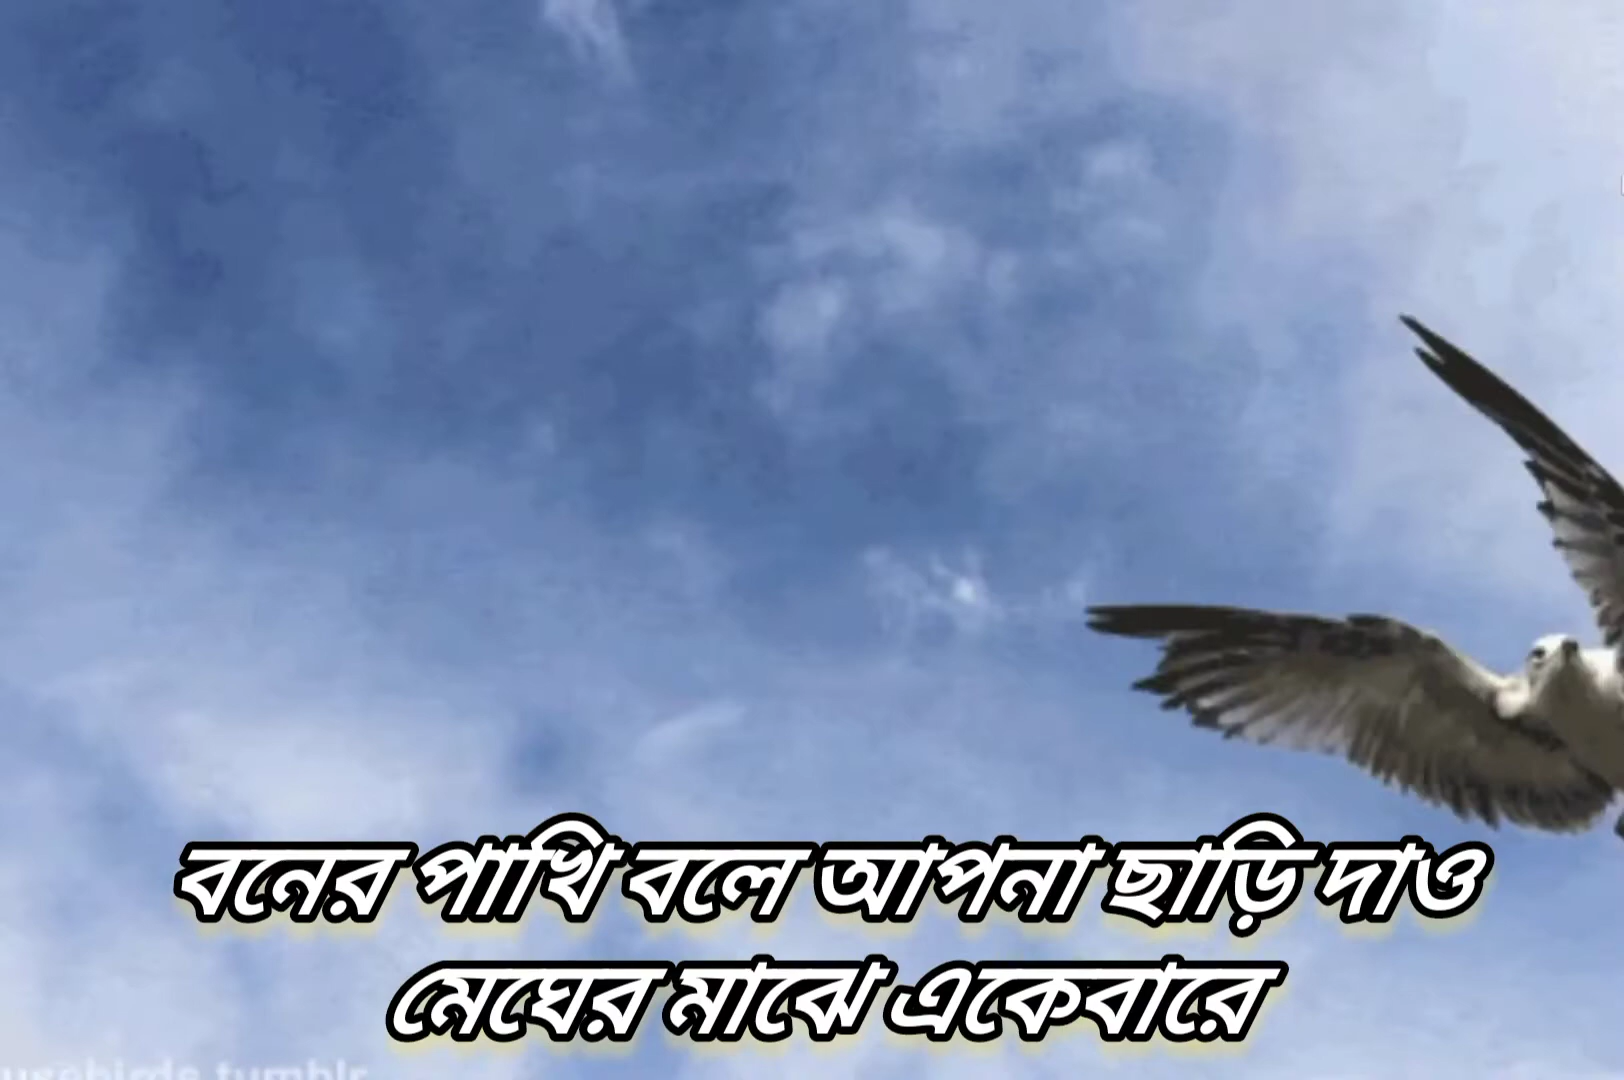 বনের পাখি বলে আপনা ছাড়ি দাও
মেঘের মাঝে একেবারে